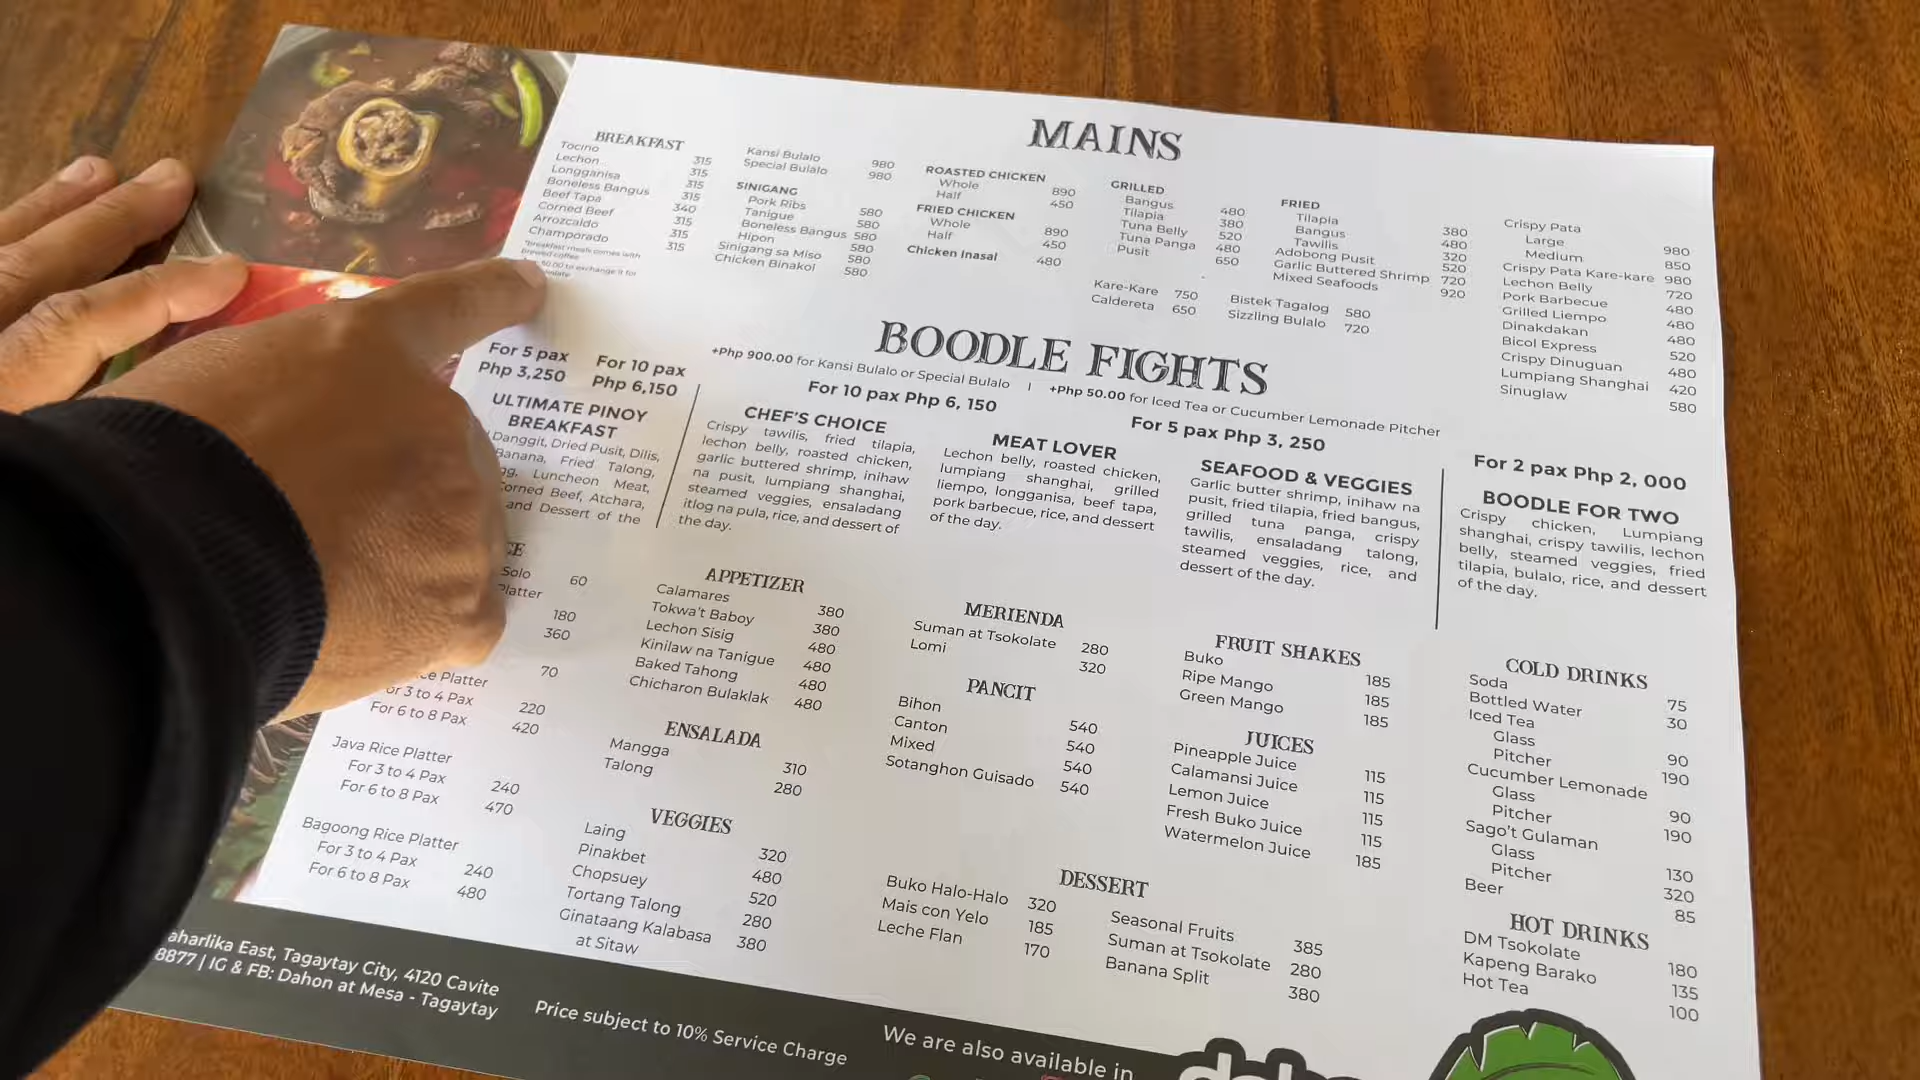 MAINS
BREAKFAST
Tocino 315
Lechon 315
Longganisa 315
Boneless Bangus 315
Beef Tapa 340
Corned Beef 315
Arrozcaldo 315
Champorado 315
*breakfast meals comes with
brewed coffee
to exchange it for
Kansi Bulalo 980
Special Bulalo 980
SINIGANG
Pork Ribs 580
Tanigue 580
Boneless Bangus 580
Hipon 580
Sinigang sa Miso 580
Chicken Binakol 580
ROASTED CHICKEN
Whole 890
Half 450
FRIED CHICKEN
Whole 890
Half 450
Chicken Inasal 480
GRILLED
Bangus 480
Tilapia 380
Tuna Belly 520
Tuna Panga 480
Pusit 650
FRIED
Tilapia 380
Bangus 480
Tawilis 320
Adobong Pusit 520
Garlic Buttered Shrimp 720
Mixed Seafoods 920
Kare-Kare 750
Caldereta 650
Bistek Tagalog 580
Sizzling Bulalo 720
Crispy Pata
Large 980
Medium 850
Crispy Pata Kare-kare 980
Lechon Belly 720
Pork Barbecue 480
Grilled Liempo 480
Dinakdakan 480
Bicol Express 520
Crispy Dinuguan 480
Lumpiang Shanghai 420
Sinuglaw 580
BOODLE FIGHTS
+Php 900.00 for Kansi Bulalo or Special Bulalo | +Php 50.00 for Iced Tea or Cucumber Lemonade Pitcher
For 5 pax For 10 pax
Php 3,250 Php 6,150
ULTIMATE PINOY
BREAKFAST
Danggit, Dried Pusit, Dilis,
Banana, Fried Talong,
Luncheon Meat,
Corned Beef, Atchara,
and Dessert of the
For 10 pax Php 6, 150
CHEF'S CHOICE
Crispy tawilis, fried tilapia,
lechon belly, roasted chicken,
garlic buttered shrimp, inihaw
na pusit, lumpiang shanghai,
steamed veggies, ensaladang
itlog na pula, rice, and dessert of
the day.
MEAT LOVER
Lechon belly, roasted chicken,
lumpiang shanghai, grilled
liempo, longganisa, beef tapa,
pork barbecue, rice, and dessert
of the day.
For 5 pax Php 3, 250
SEAFOOD & VEGGIES
Garlic butter shrimp, inihaw na
pusit, fried tilapia, fried bangus,
grilled tuna panga, crispy
tawilis, ensaladang talong,
steamed veggies, rice, and
dessert of the day.
For 2 pax Php 2, 000
BOODLE FOR TWO
Crispy chicken, Lumpiang
shanghai, crispy tawilis, lechon
belly, steamed veggies, fried
tilapia, bulalo, rice, and dessert
of the day.
Solo 60
Platter
180
360
70
Platter
For 3 to 4 Pax 220
For 6 to 8 Pax 420
Java Rice Platter
For 3 to 4 Pax 240
For 6 to 8 Pax 470
Bagoong Rice Platter
For 3 to 4 Pax 240
For 6 to 8 Pax 480
APPETIZER
Calamares 380
Tokwa't Baboy 380
Lechon Sisig 480
Kinilaw na Tanigue 480
Baked Tahong 480
Chicharon Bulaklak 480
ENSALADA
Mangga 310
Talong 280
VEGGIES
Laing 320
Pinakbet 480
Chopsuey 520
Tortang Talong 280
Ginataang Kalabasa 380
at Sitaw
MERIENDA
Suman at Tsokolate 280
Lomi 320
PANCIT
Bihon 540
Canton 540
Mixed 540
Sotanghon Guisado 540
FRUIT SHAKES
Buko 185
Ripe Mango 185
Green Mango 185
JUICES
Pineapple Juice 115
Calamansi Juice 115
Lemon Juice 115
Fresh Buko Juice 115
Watermelon Juice 185
DESSERT
Buko Halo-Halo 320
Mais con Yelo 185
Leche Flan 170
Seasonal Fruits 385
Suman at Tsokolate 280
Banana Split 380
COLD DRINKS
Soda 75
Bottled Water 30
Iced Tea
Glass 90
Pitcher 190
Cucumber Lemonade
Glass 90
Pitcher 190
Sago't Gulaman
Glass 130
Pitcher 320
Beer 85
HOT DRINKS
DM Tsokolate 180
Kapeng Barako 135
Hot Tea 100
aharlika East, Tagaytay City, 4120 Cavite
8877 | IG & FB: Dahon at Mesa - Tagaytay
Price subject to 10% Service Charge
We are also available in